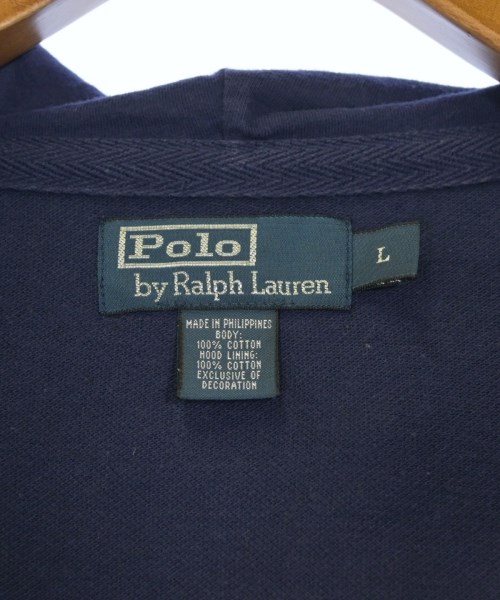 Polo
by Ralph Lauren
L
MADE IN PHILIPPINES
BODY:
100% COTTON
HOOD LINING:
100% COTTON
EXCLUSIVE OF
DECORATION